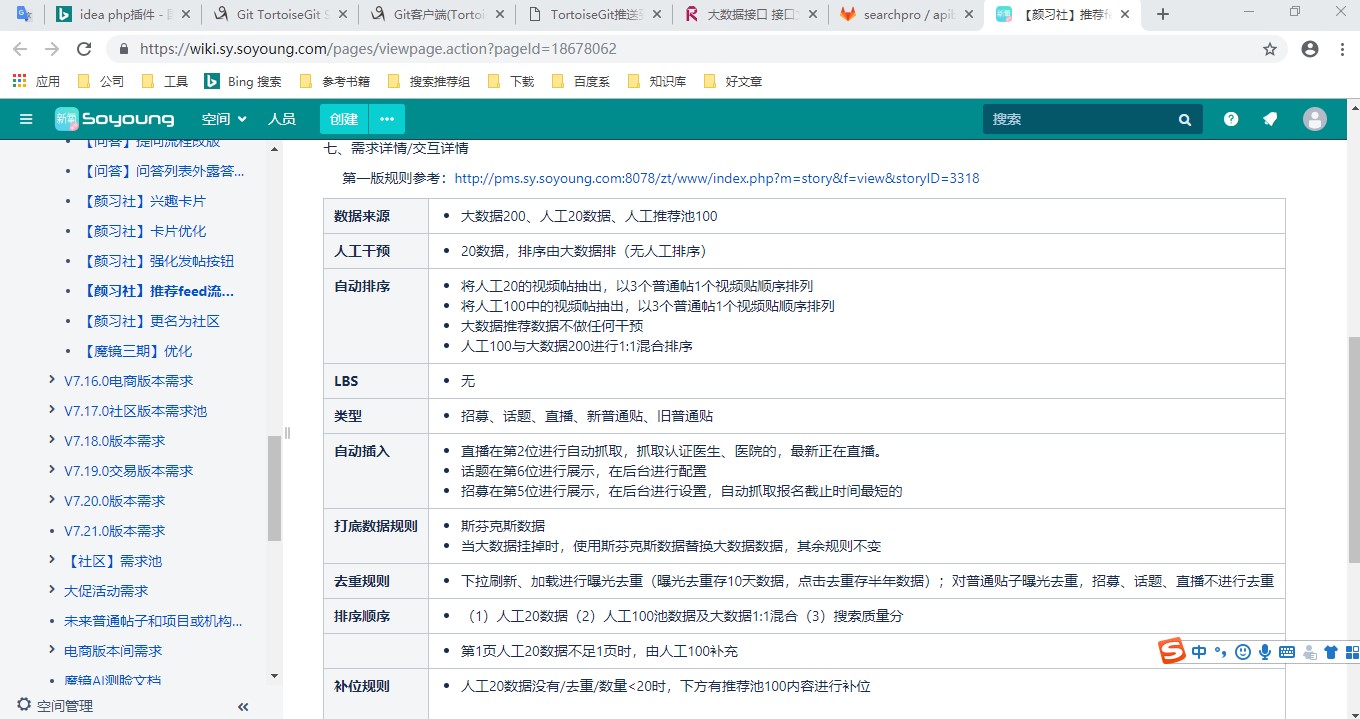 idea php插件 - 
Git TortoiseGit S
Git客户端(Torto
TortoiseGit推送
大数据接口 接口
searchpro / apib
【颜习社】推荐fe
https://wiki.sy.soyoung.com/pages/viewpage.action?pageId=18678062
应用 公司 工具 Bing 搜索 参考书籍 搜索推荐组 下载 百度系 知识库 好文章
新氧 Soyoung 空间 人员 创建 ••• 搜索
【问答】提问流程改版
【问答】问答列表外露答...
【颜习社】兴趣卡片
【颜习社】卡片优化
【颜习社】强化发帖按钮
【颜习社】推荐feed流...
【颜习社】更名为社区
【魔镜三期】优化
V7.16.0电商版本需求
V7.17.0社区版本需求池
V7.18.0版本需求
V7.19.0交易版本需求
V7.20.0版本需求
V7.21.0版本需求
【社区】需求池
大促活动需求
未来普通帖子和项目或机构...
电商版本间需求
魔镜AI测脸文档
空间管理
七、需求详情/交互详情
第一版规则参考：http://pms.sy.soyoung.com:8078/zt/www/index.php?m=story&f=view&storyID=3318
数据来源
大数据200、人工20数据、人工推荐池100
人工干预
20数据，排序由大数据排（无人工排序）
自动排序
将人工20的视频帖抽出，以3个普通帖1个视频贴顺序排列
将人工100中的视频帖抽出，以3个普通帖1个视频贴顺序排列
大数据推荐数据不做任何干预
人工100与大数据200进行1:1混合排序
LBS
无
类型
招募、话题、直播、新普通贴、旧普通贴
自动插入
直播在第2位进行自动抓取，抓取认证医生、医院的，最新正在直播。
话题在第6位进行展示，在后台进行配置
招募在第5位进行展示，在后台进行设置，自动抓取报名截止时间最短的
打底数据规则
斯芬克斯数据
当大数据挂掉时，使用斯芬克斯数据替换大数据数据，其余规则不变
去重规则
下拉刷新、加载进行曝光去重（曝光去重存10天数据，点击去重存半年数据）；对普通贴子曝光去重，招募、话题、直播不进行去重
排序顺序
（1）人工20数据（2）人工100池数据及大数据1:1混合（3）搜索质量分
第1页人工20数据不足1页时，由人工100补充
补位规则
人工20数据没有/去重/数量<20时，下方有推荐池100内容进行补位
中